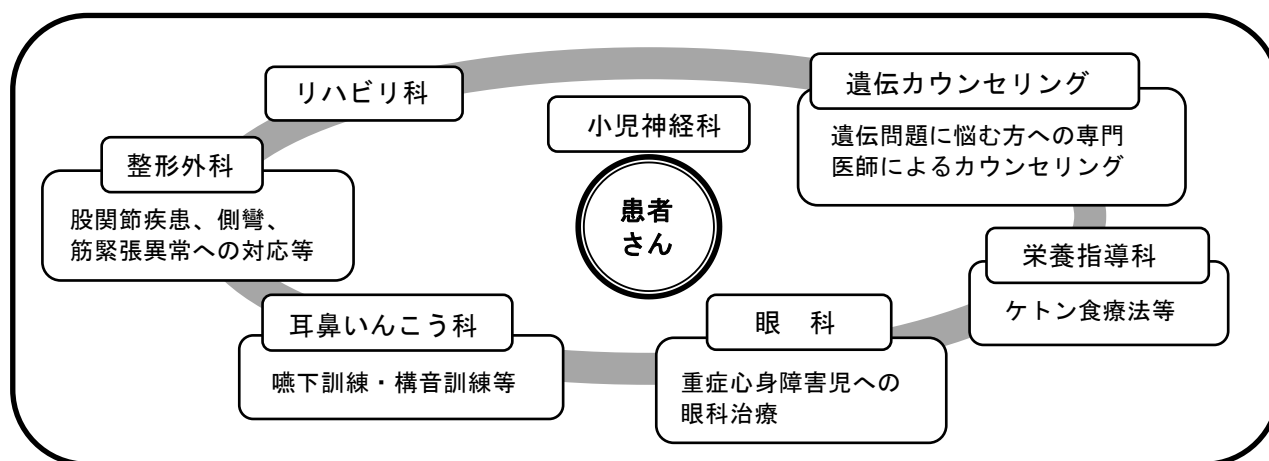 リハビリ科
遺伝カウンセリング
遺伝問題に悩む方への専門
医師によるカウンセリング
小児神経科
患者
さん
整形外科
股関節疾患、側彎、
筋緊張異常への対応等
栄養指導科
ケトン食療法等
耳鼻いんこう科
嚥下訓練・構音訓練等
眼　科
重症心身障害児への
眼科治療